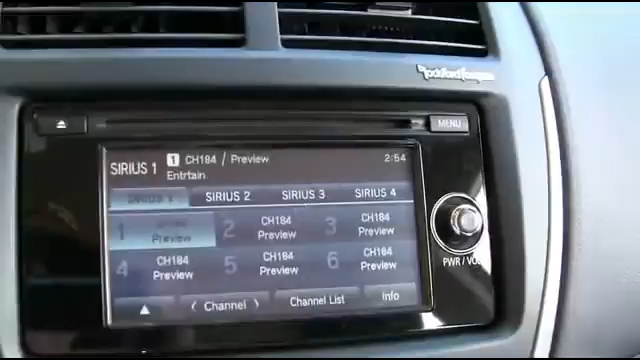 Rockford Fosgate
MENU
SIRIUS 1
1 CH184 / Preview
2:54
Entrtain
SIRIUS 1 SIRIUS 2 SIRIUS 3 SIRIUS 4
1 Preview
2 CH184 Preview
3 CH184 Preview
4 CH184 Preview
5 CH184 Preview
6 CH184 Preview
Channel
Channel List
Info
PWR / VOL